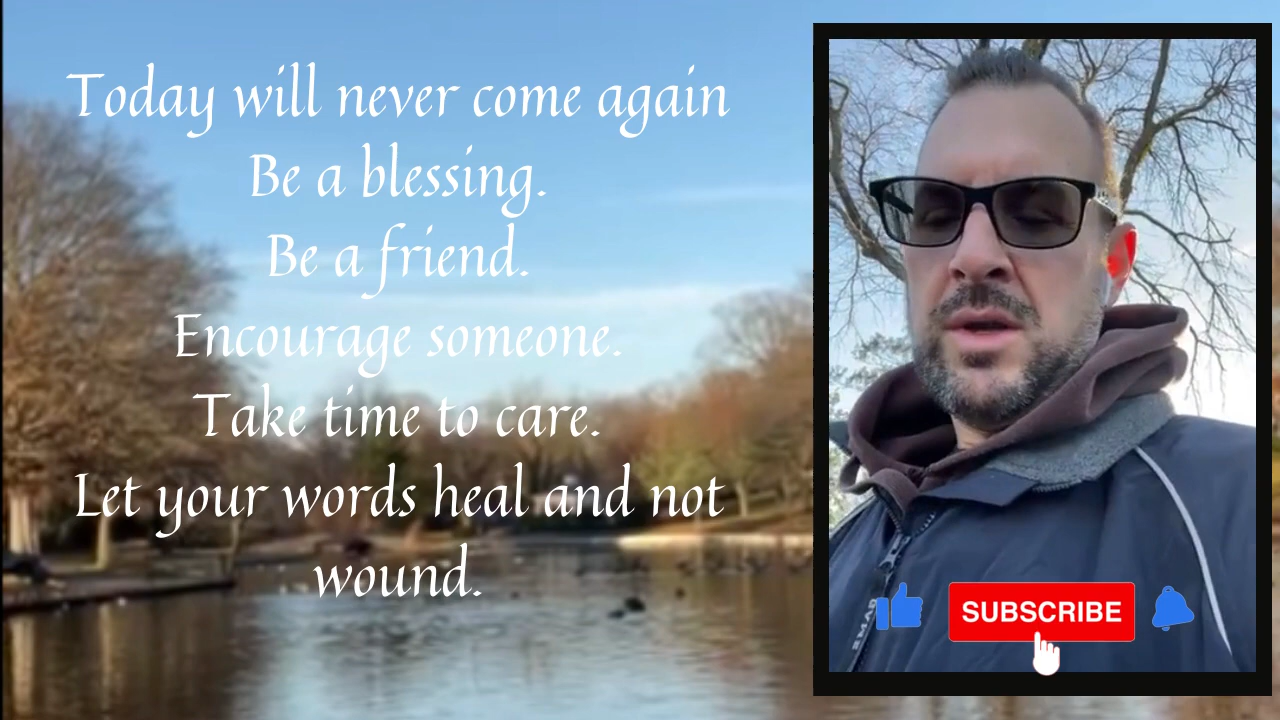 Today will never come again
Be a blessing.
Be a friend.
Encourage someone.
Take time to care.
Let your words heal and not
wound.
SUBSCRIBE